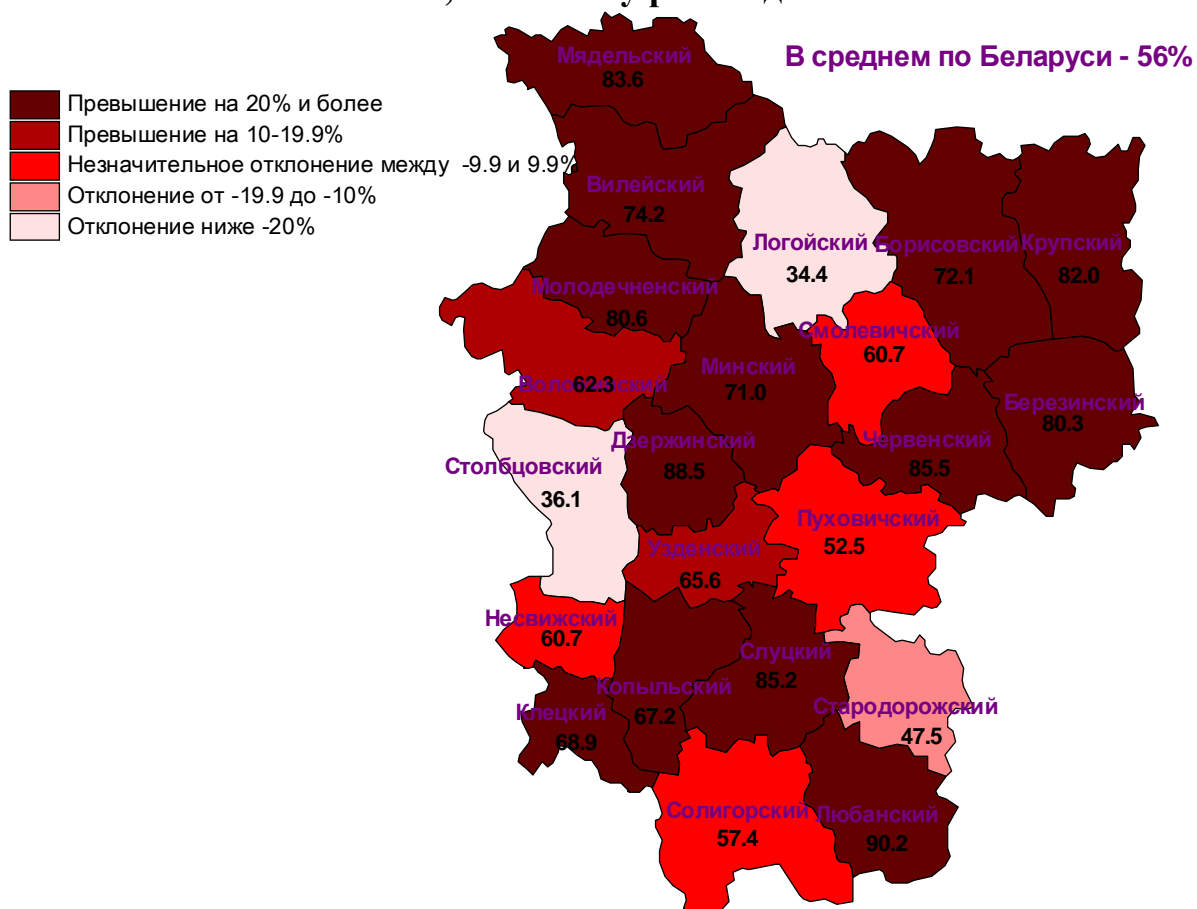 Мядельский
83.6
В среднем по Беларуси - 56%
Превышение на 20% и более
Превышение на 10-19.9%
Незначительное отклонение между -9.9 и 9.9%
Отклонение от -19.9 до -10%
Отклонение ниже -20%
Вилейский
74.2
Логойский
34.4
Борисовский
72.1
Крупский
82.0
Молодечненский
80.6
Смолевичский
60.7
Минский
71.0
62.3
Березинский
80.3
Дзержинский
88.5
Червенский
85.5
Столбцовский
36.1
Пуховичский
52.5
Узденский
65.6
Несвижский
60.7
Слуцкий
85.2
Копыльский
67.2
Клецкий
68.9
Стародорожский
47.5
Солигорский
57.4
Любанский
90.2